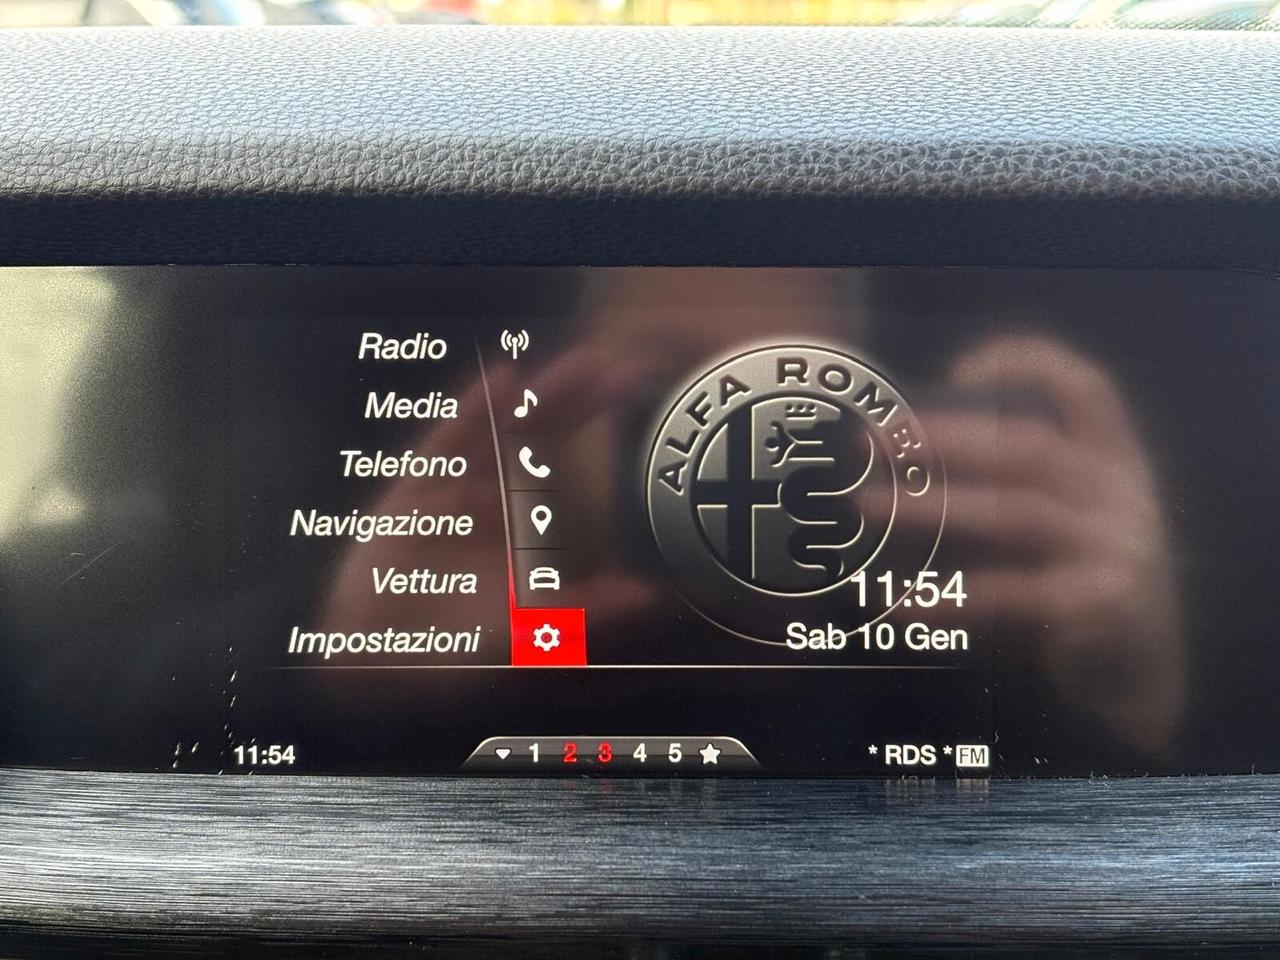 Radio
Media
Telefono
Navigazione
Vettura
Impostazioni
ALFA ROMEO
11:54
Sab 10 Gen
11:54
1 2 3 4 5
* RDS * FM